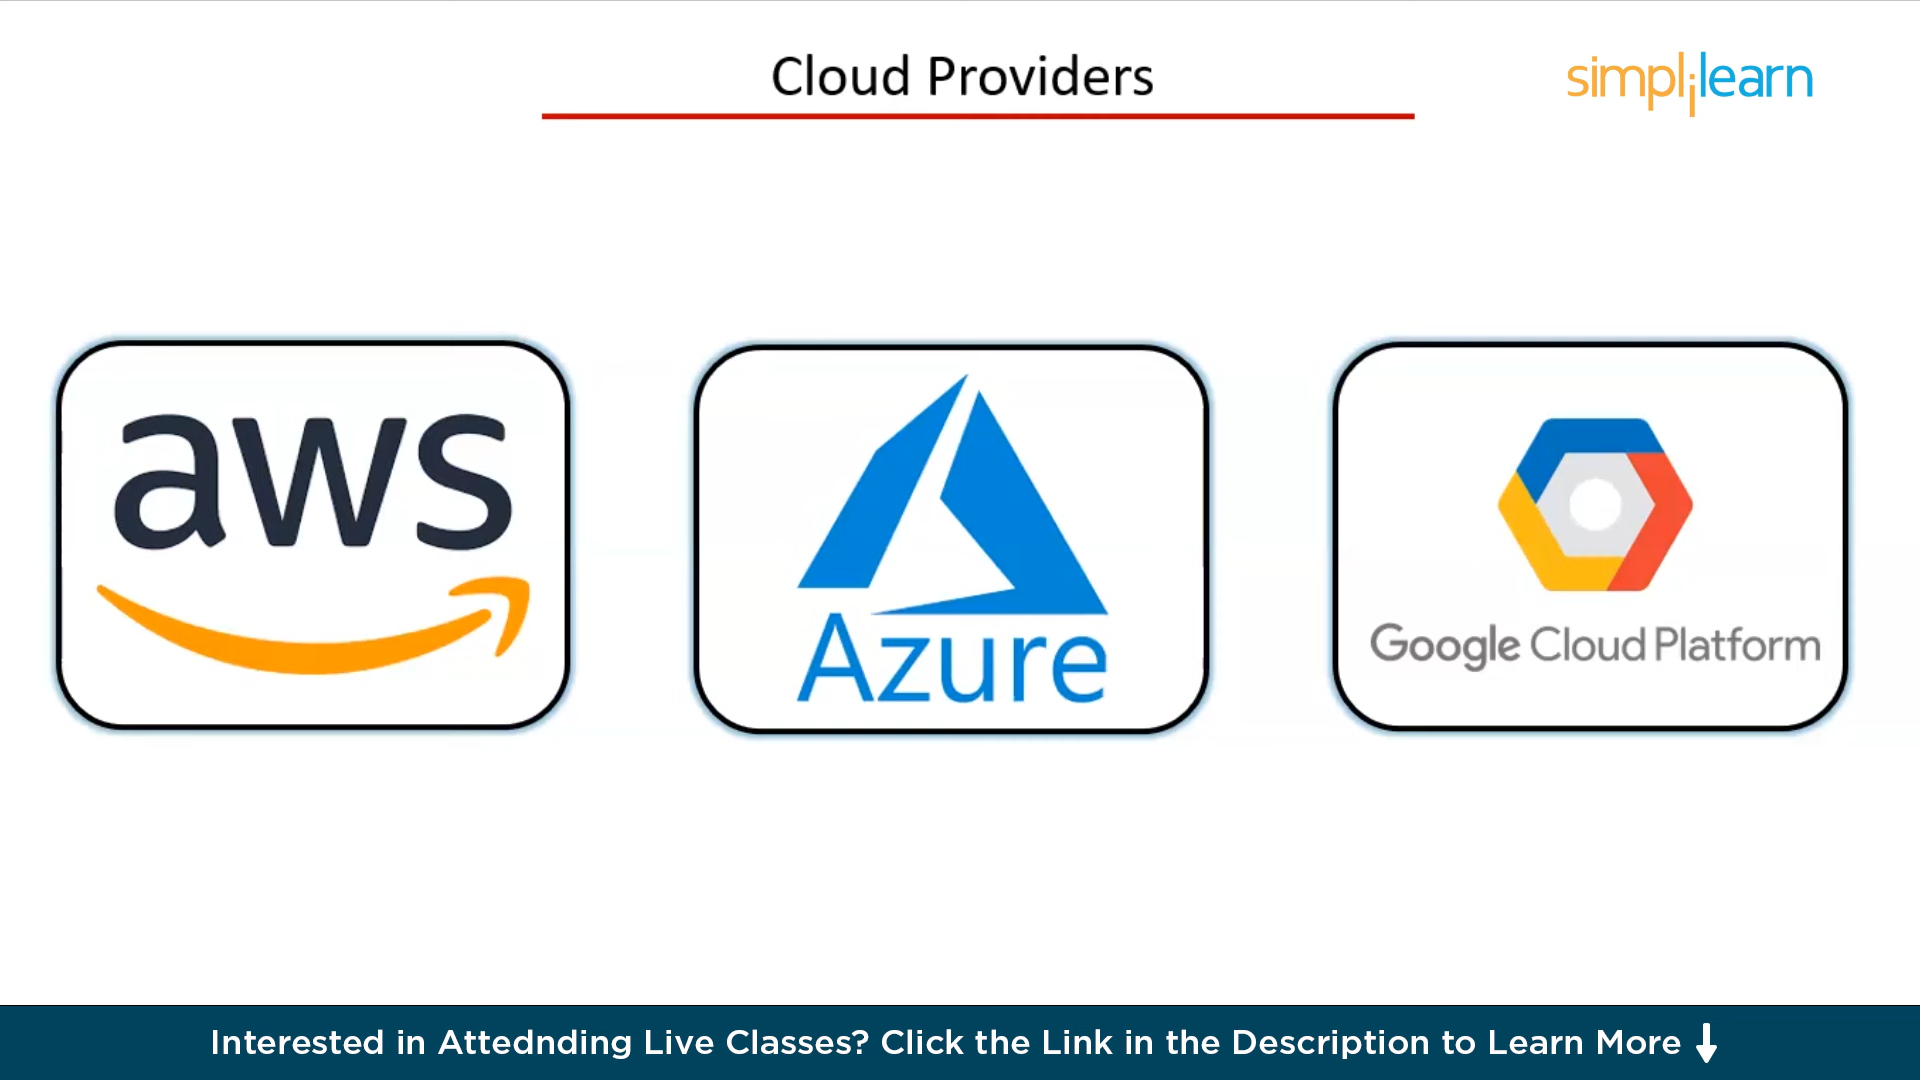 Cloud Providers
simplilearn
aws
Azure
Google Cloud Platform
Interested in Attednding Live Classes? Click the Link in the Description to Learn More